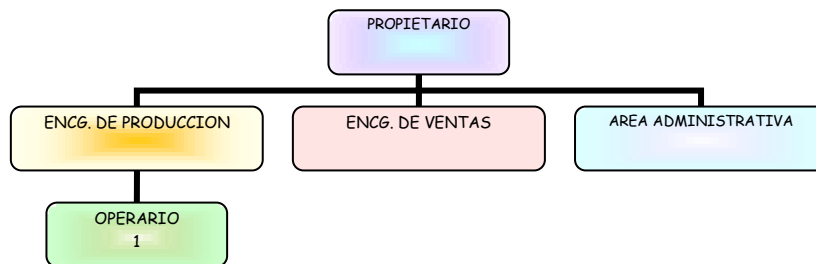 PROPIETARIO
ENCG. DE PRODUCCION
ENCG. DE VENTAS
AREA ADMINISTRATIVA
OPERARIO
1